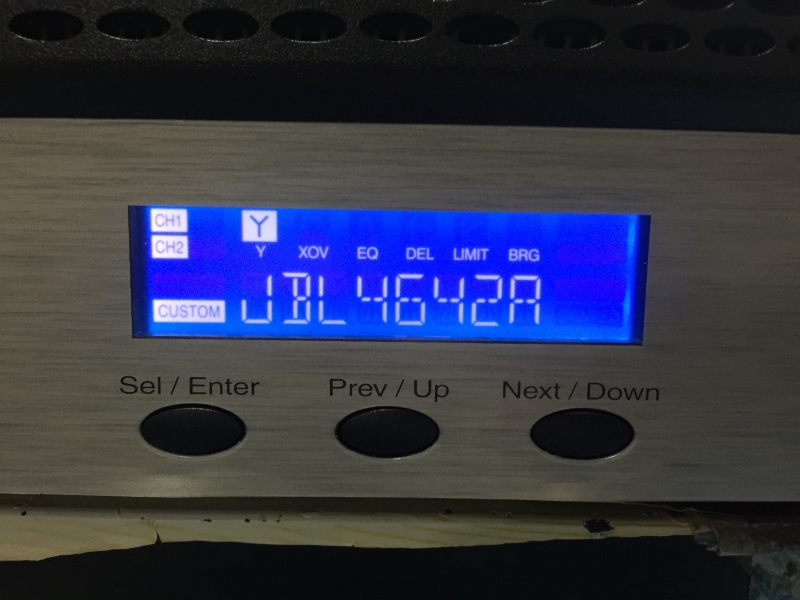 CH1 Y
CH2 Y XOV EQ DEL LIMIT BRG
CUSTOM JBL4642A
Sel / Enter Prev / Up Next / Down